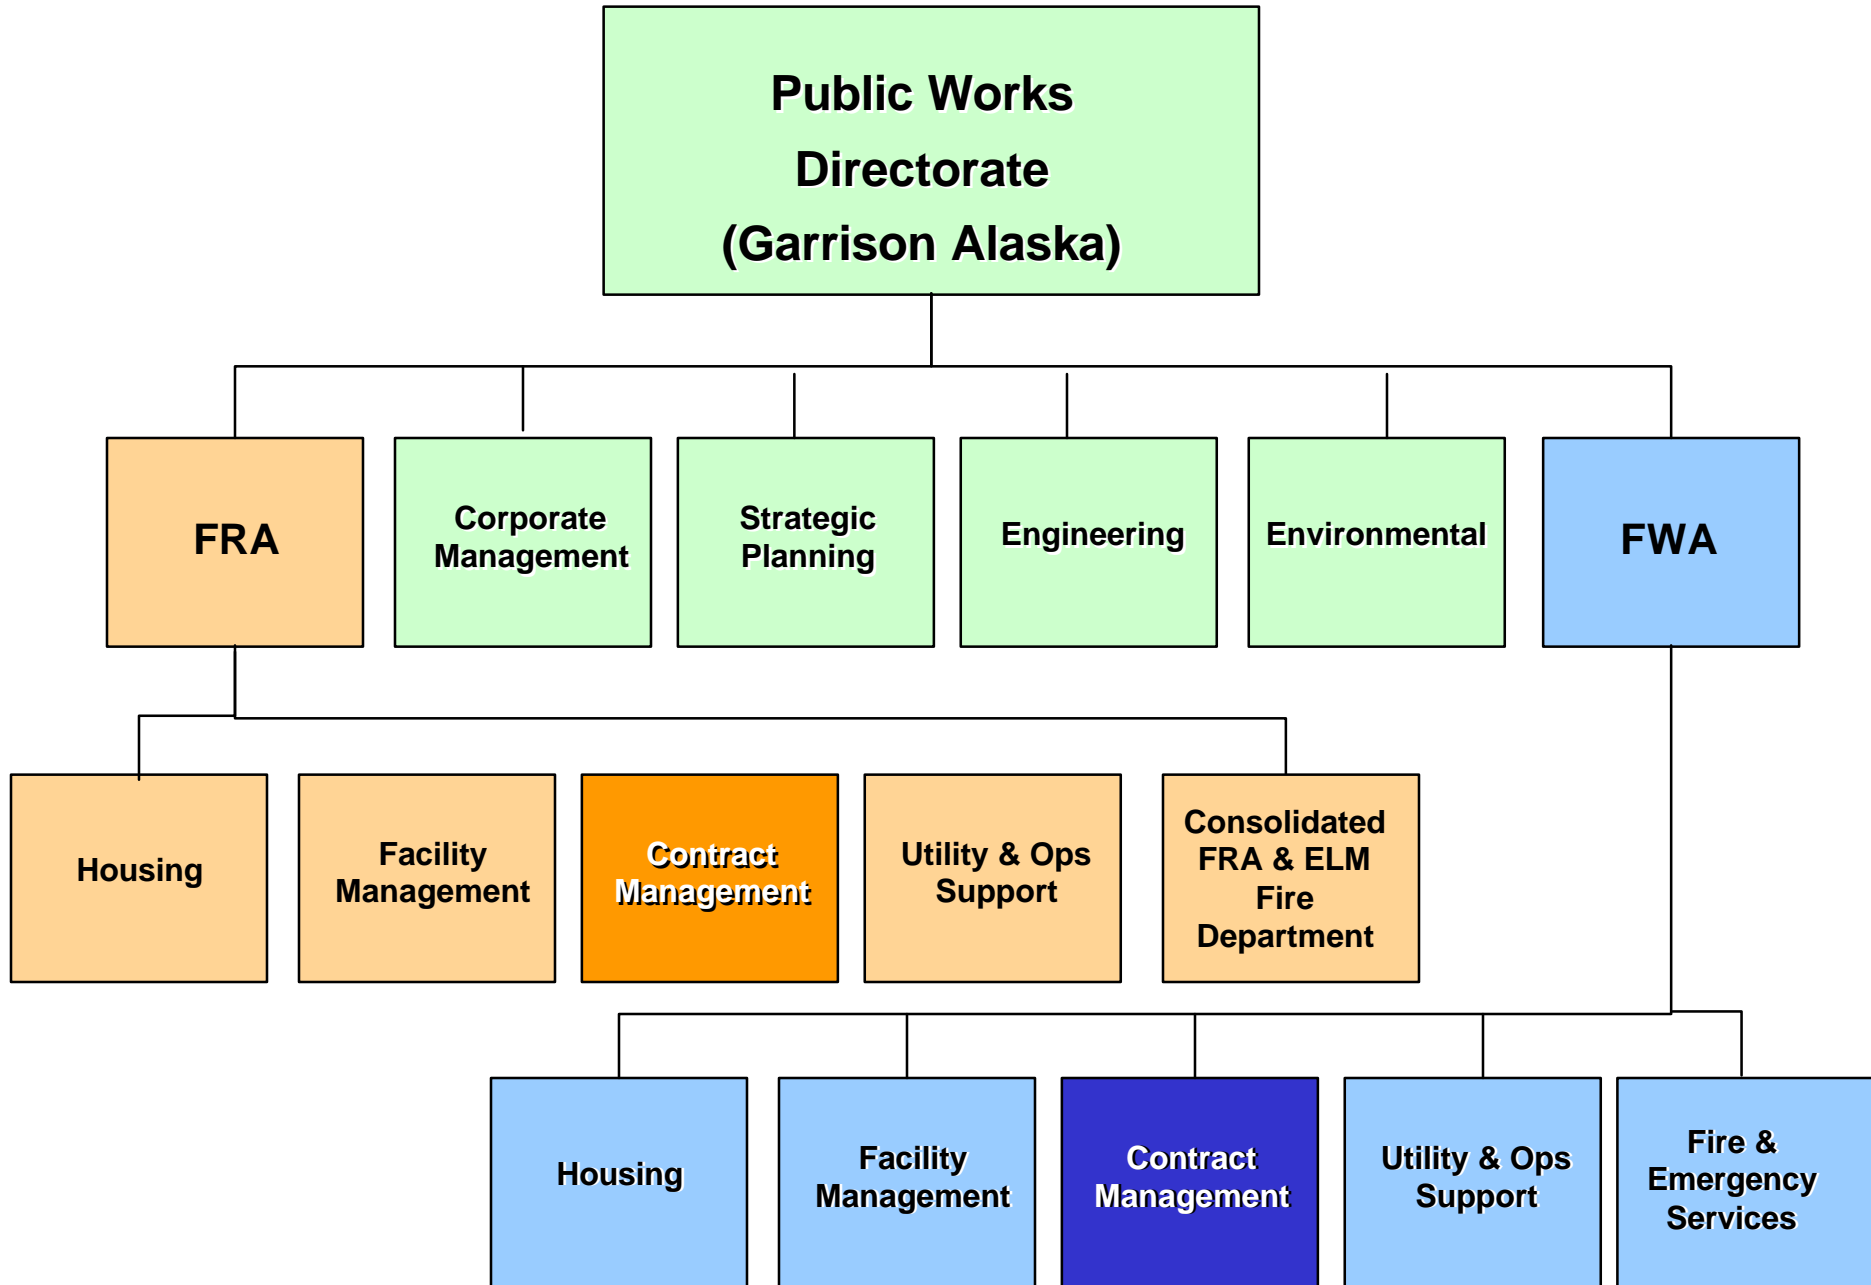 Public Works
Directorate
(Garrison Alaska)
FRA
Corporate
Management
Strategic
Planning
Engineering
Environmental
FWA
Housing
Facility
Management
Contract
Management
Utility & Ops
Support
Consolidated
FRA & ELM
Fire
Department
Housing
Facility
Management
Contract
Management
Utility & Ops
Support
Fire &
Emergency
Services